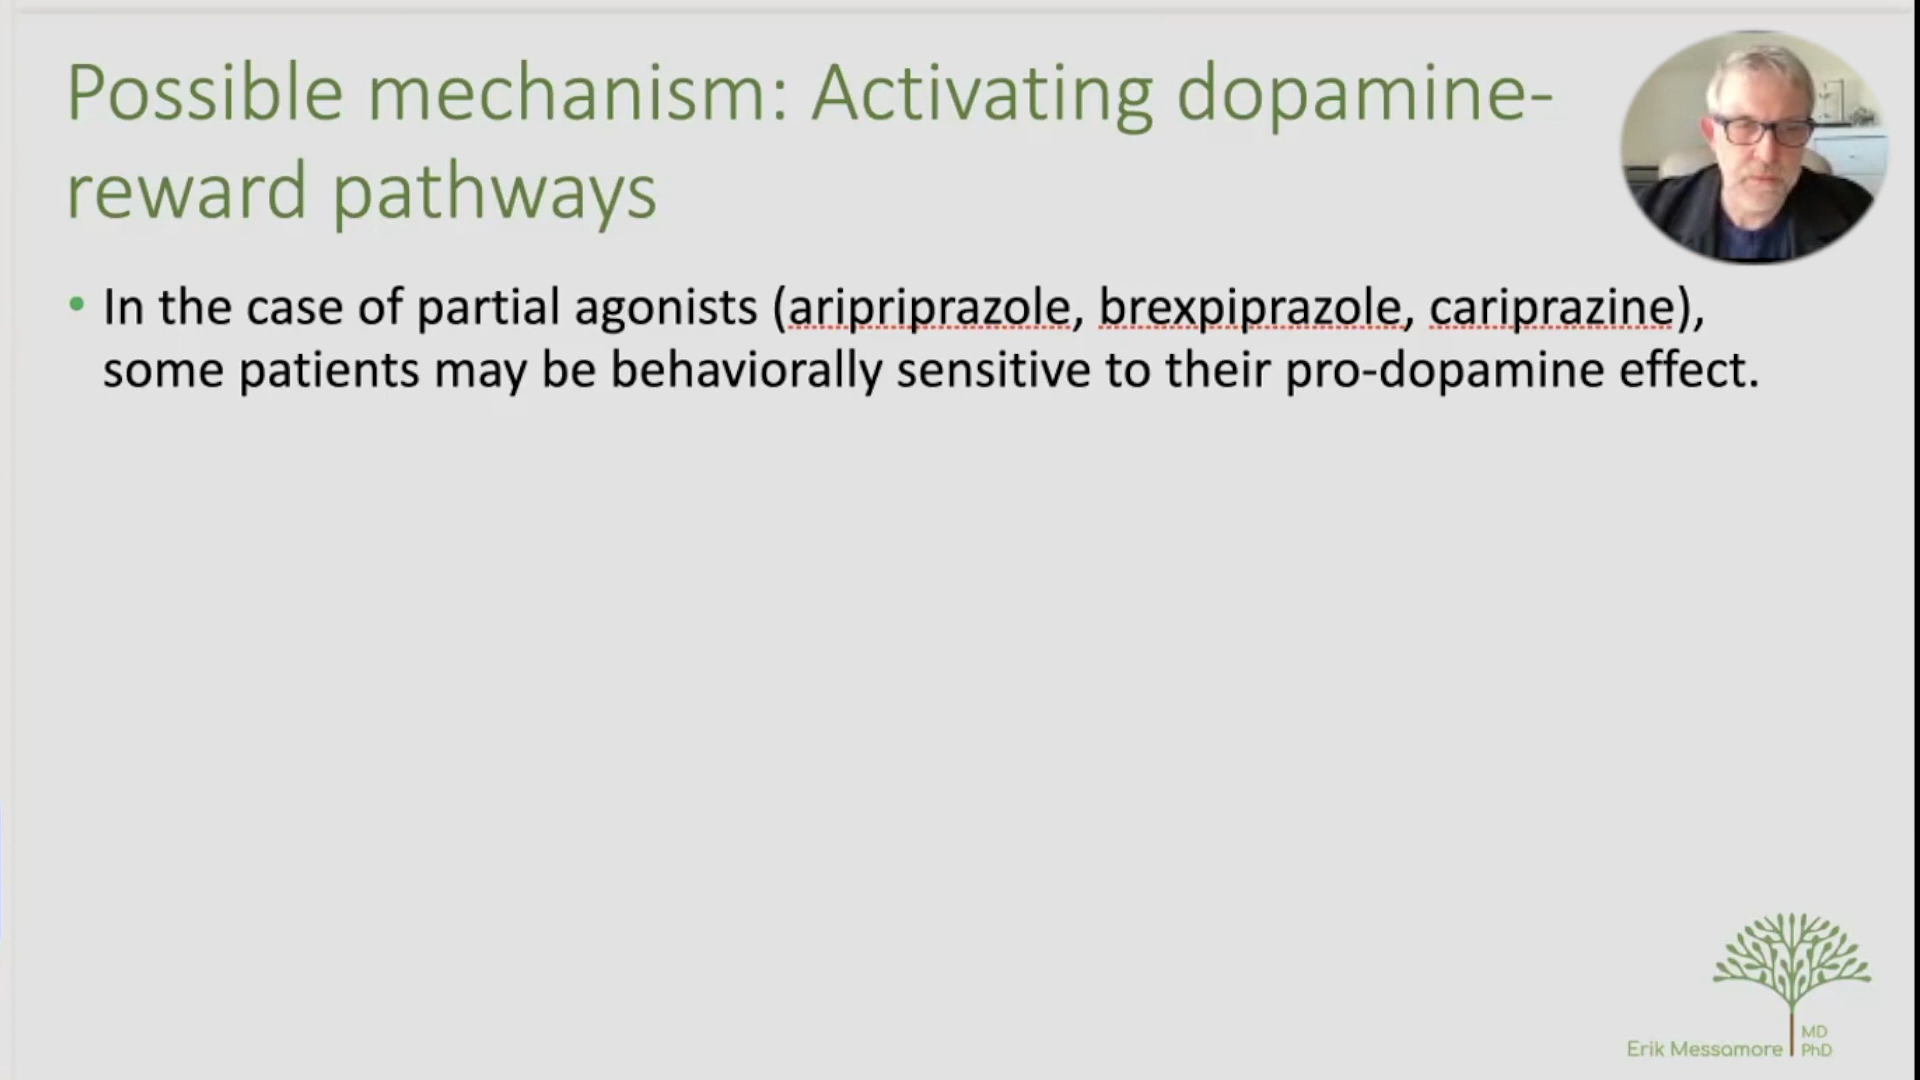 Possible mechanism: Activating dopamine-
reward pathways
• In the case of partial agonists (aripriprazole, brexpiprazole, cariprazine),
some patients may be behaviorally sensitive to their pro-dopamine effect.
Erik Messamore
MD
PhD